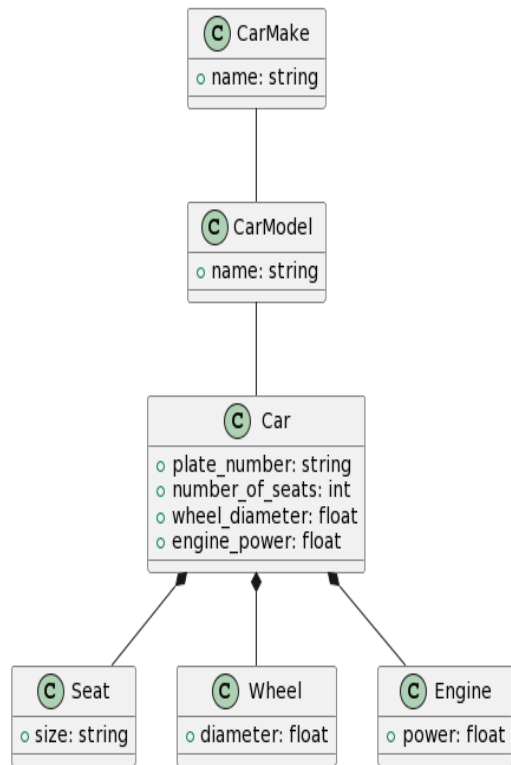 C CarMake
name: string
C CarModel
name: string
C Car
plate_number: string
number_of_seats: int
wheel_diameter: float
engine_power: float
C Seat
size: string
C Wheel
diameter: float
C Engine
power: float